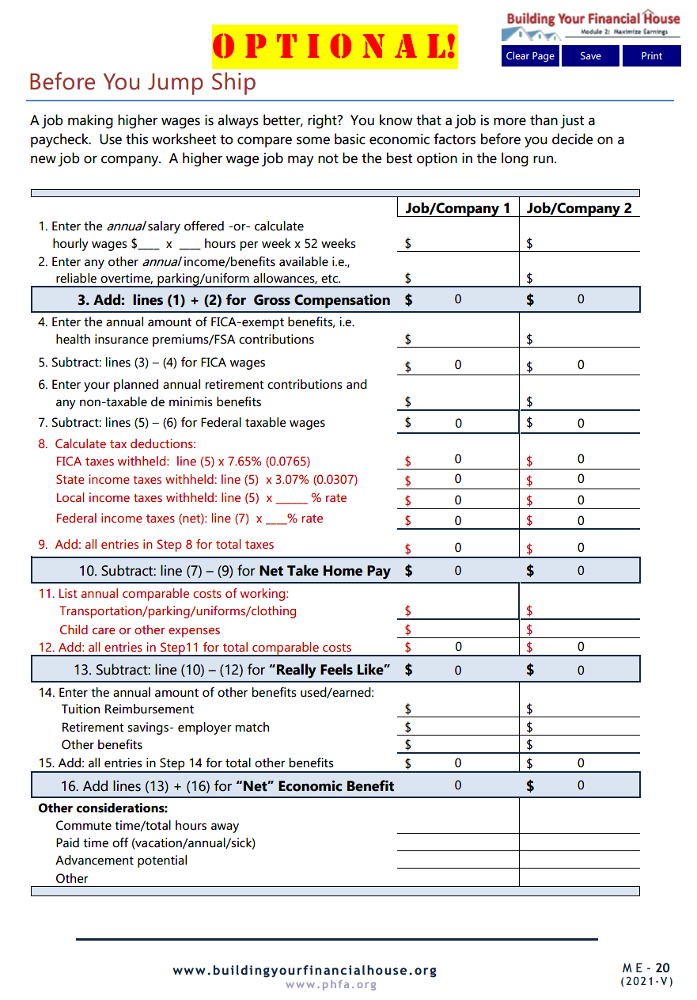 Building Your Financial House
Module 2: Maximize Earnings
OPTIONAL!
Clear Page Save Print
Before You Jump Ship
A job making higher wages is always better, right? You know that a job is more than just a
paycheck. Use this worksheet to compare some basic economic factors before you decide on a
new job or company. A higher wage job may not be the best option in the long run.
Job/Company 1 Job/Company 2
1. Enter the annual salary offered -or- calculate
hourly wages $____ x ____ hours per week x 52 weeks $ $
2. Enter any other annual income/benefits available i.e.,
reliable overtime, parking/uniform allowances, etc. $ $
3. Add: lines (1) + (2) for Gross Compensation $ 0 $ 0
4. Enter the annual amount of FICA-exempt benefits, i.e.
health insurance premiums/FSA contributions $ $
5. Subtract: lines (3) – (4) for FICA wages $ 0 $ 0
6. Enter your planned annual retirement contributions and
any non-taxable de minimis benefits $ $
7. Subtract: lines (5) – (6) for Federal taxable wages $ 0 $ 0
8. Calculate tax deductions:
FICA taxes withheld: line (5) x 7.65% (0.0765) $ 0 $ 0
State income taxes withheld: line (5) x 3.07% (0.0307) $ 0 $ 0
Local income taxes withheld: line (5) x ______ % rate $ 0 $ 0
Federal income taxes (net): line (7) x ____% rate $ 0 $ 0
9. Add: all entries in Step 8 for total taxes $ 0 $ 0
10. Subtract: line (7) – (9) for Net Take Home Pay $ 0 $ 0
11. List annual comparable costs of working:
Transportation/parking/uniforms/clothing $ $
Child care or other expenses $ $
12. Add: all entries in Step11 for total comparable costs $ 0 $ 0
13. Subtract: line (10) – (12) for “Really Feels Like” $ 0 $ 0
14. Enter the annual amount of other benefits used/earned:
Tuition Reimbursement $ $
Retirement savings- employer match $ $
Other benefits $ $
15. Add: all entries in Step 14 for total other benefits $ 0 $ 0
16. Add lines (13) + (16) for “Net” Economic Benefit 0 $ 0
Other considerations:
Commute time/total hours away
Paid time off (vacation/annual/sick)
Advancement potential
Other
www.buildingyourfinancialhouse.org
www.phfa.org
ME-20
(2021-V)